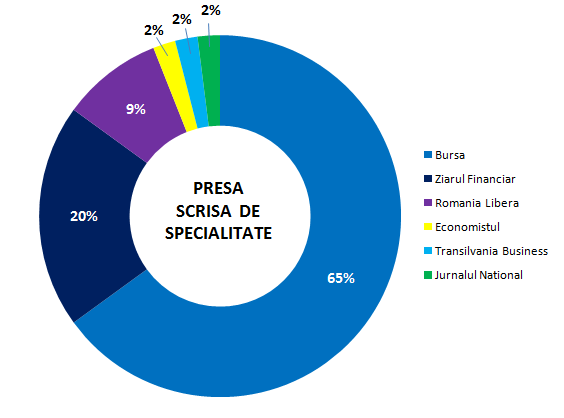 2%
2%
2%
9%
20%
65%
PRESA
SCRISA DE
SPECIALITATE
Bursa
Ziarul Financiar
Romania Libera
Economistul
Transilvania Business
Jurnalul National